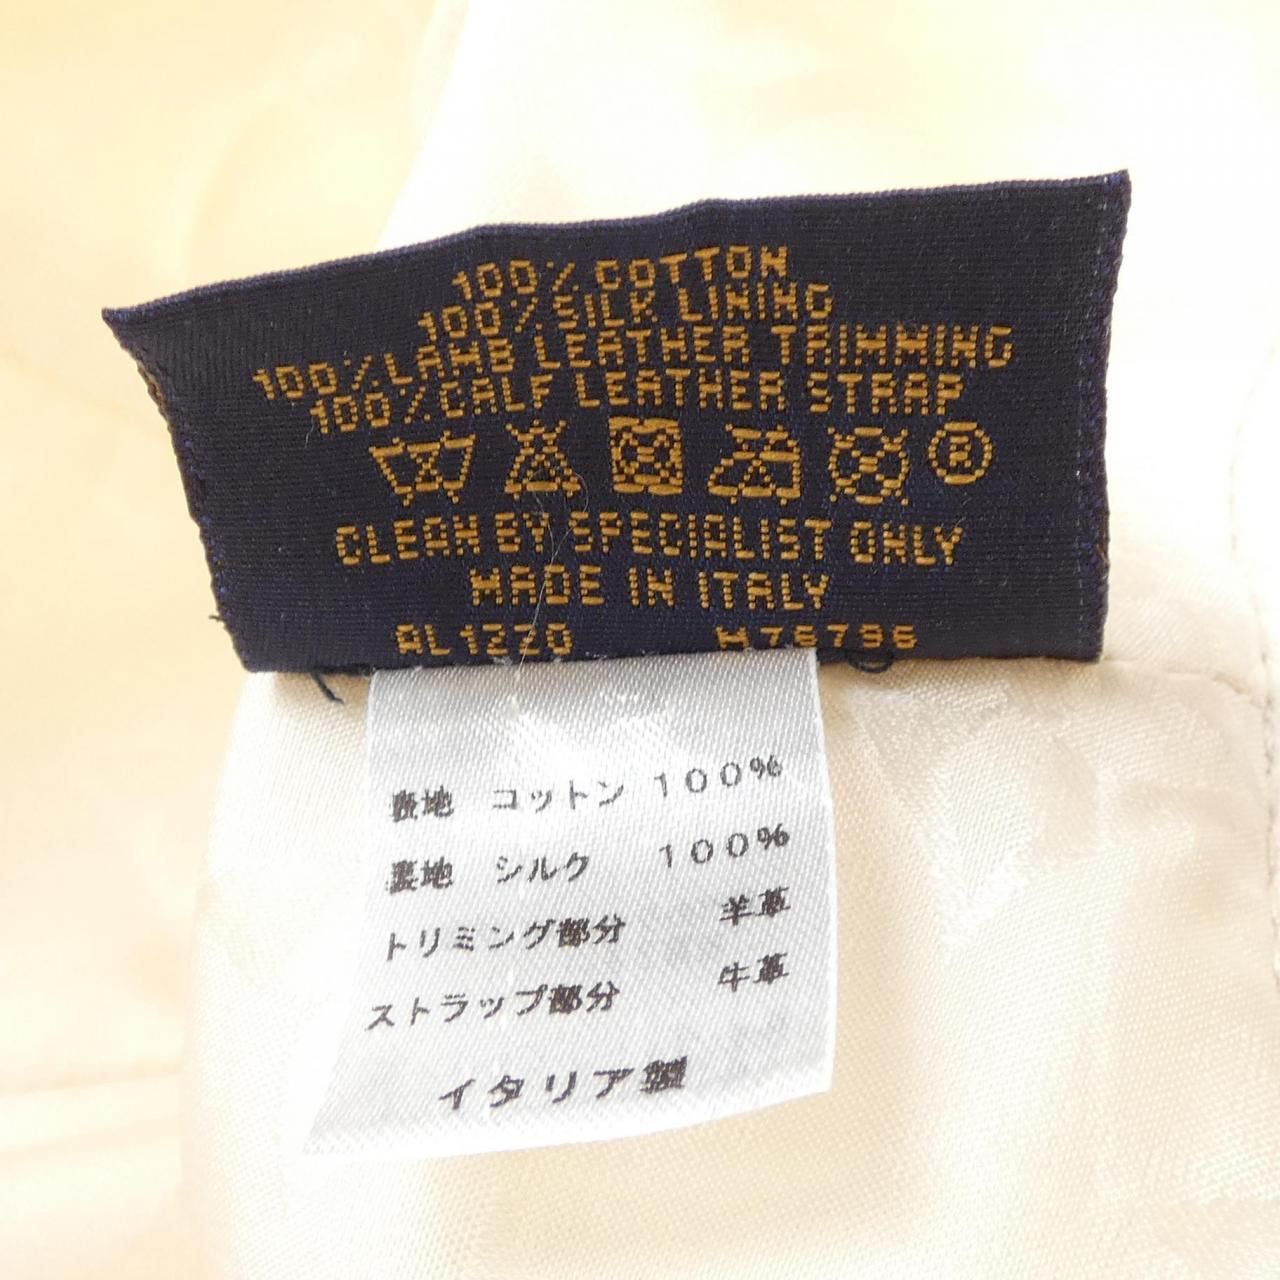 100% COTTON
100% SILK LINING
100% LAMB LEATHER TRIMMING
100% CALF LEATHER STRAP
®
CLEAN BY SPECIALIST ONLY
MADE IN ITALY
AL1220 M76796
表地 コットン 100%
裏地 シルク 100%
トリミング部分 羊革
ストラップ部分 牛革
イタリア製